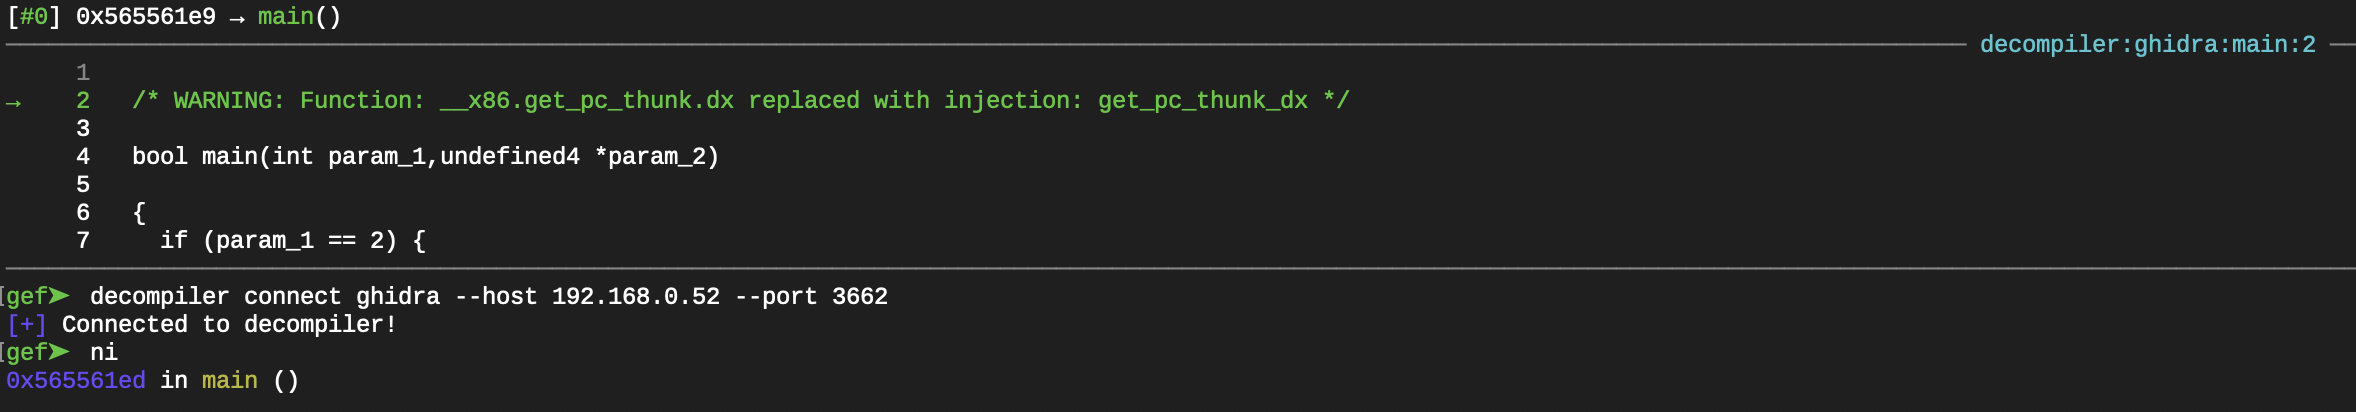 [#0] 0x565561e9 → main()
decompiler:ghidra:main:2
1
→ 2 /* WARNING: Function: __x86.get_pc_thunk.dx replaced with injection: get_pc_thunk_dx */
3
4 bool main(int param_1,undefined4 *param_2)
5
6 {
7 if (param_1 == 2) {
gef➤ decompiler connect ghidra --host 192.168.0.52 --port 3662
[+] Connected to decompiler!
gef➤ ni
0x565561ed in main ()